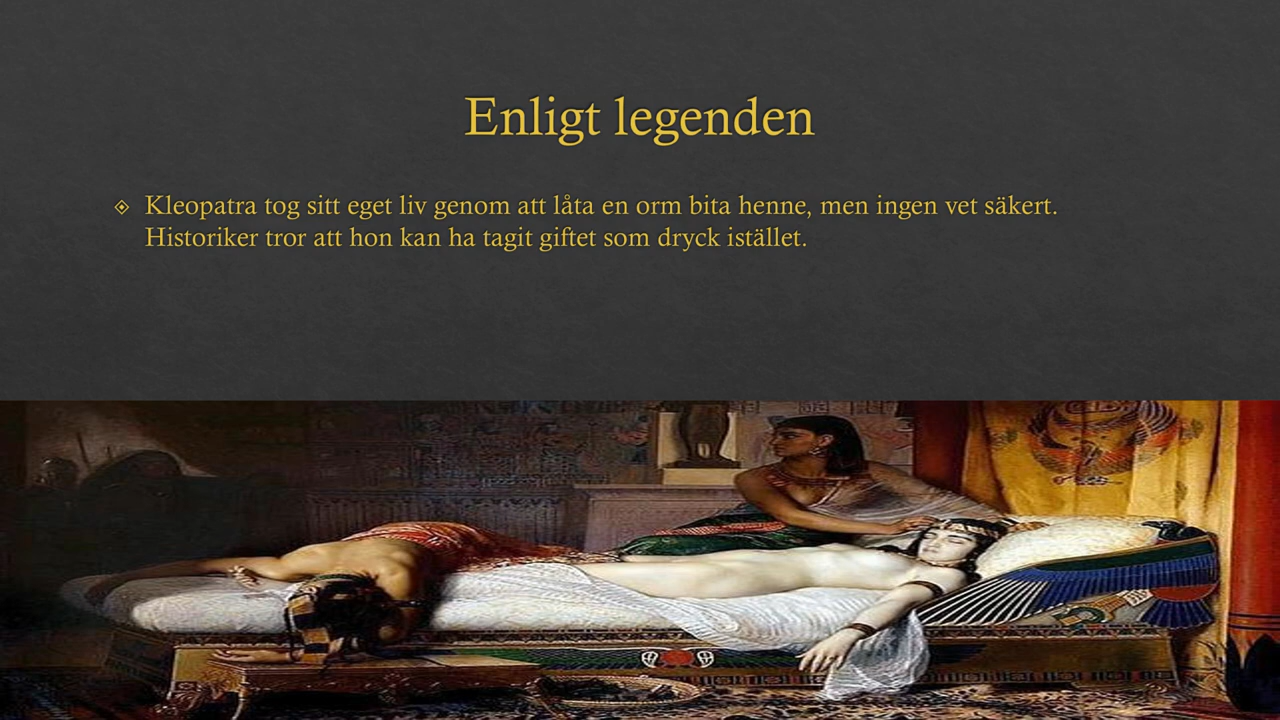 Enligt legenden
Kleopatra tog sitt eget liv genom att låta en orm bita henne, men ingen vet säkert.
Historiker tror att hon kan ha tagit giftet som dryck istället.